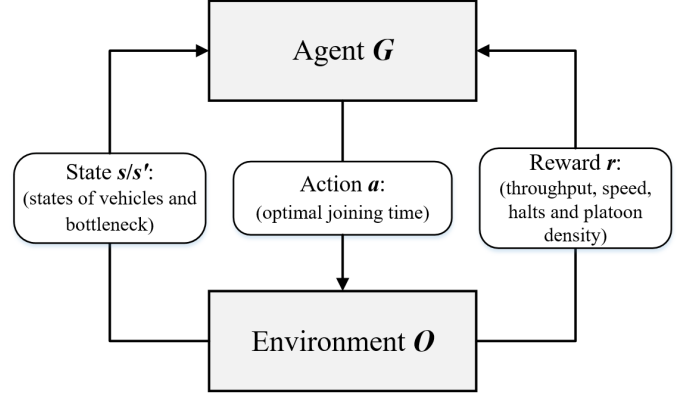 Agent G
State s/s':
(states of vehicles and
bottleneck)
Action a:
(optimal joining time)
Reward r:
(throughput, speed,
halts and platoon
density)
Environment O